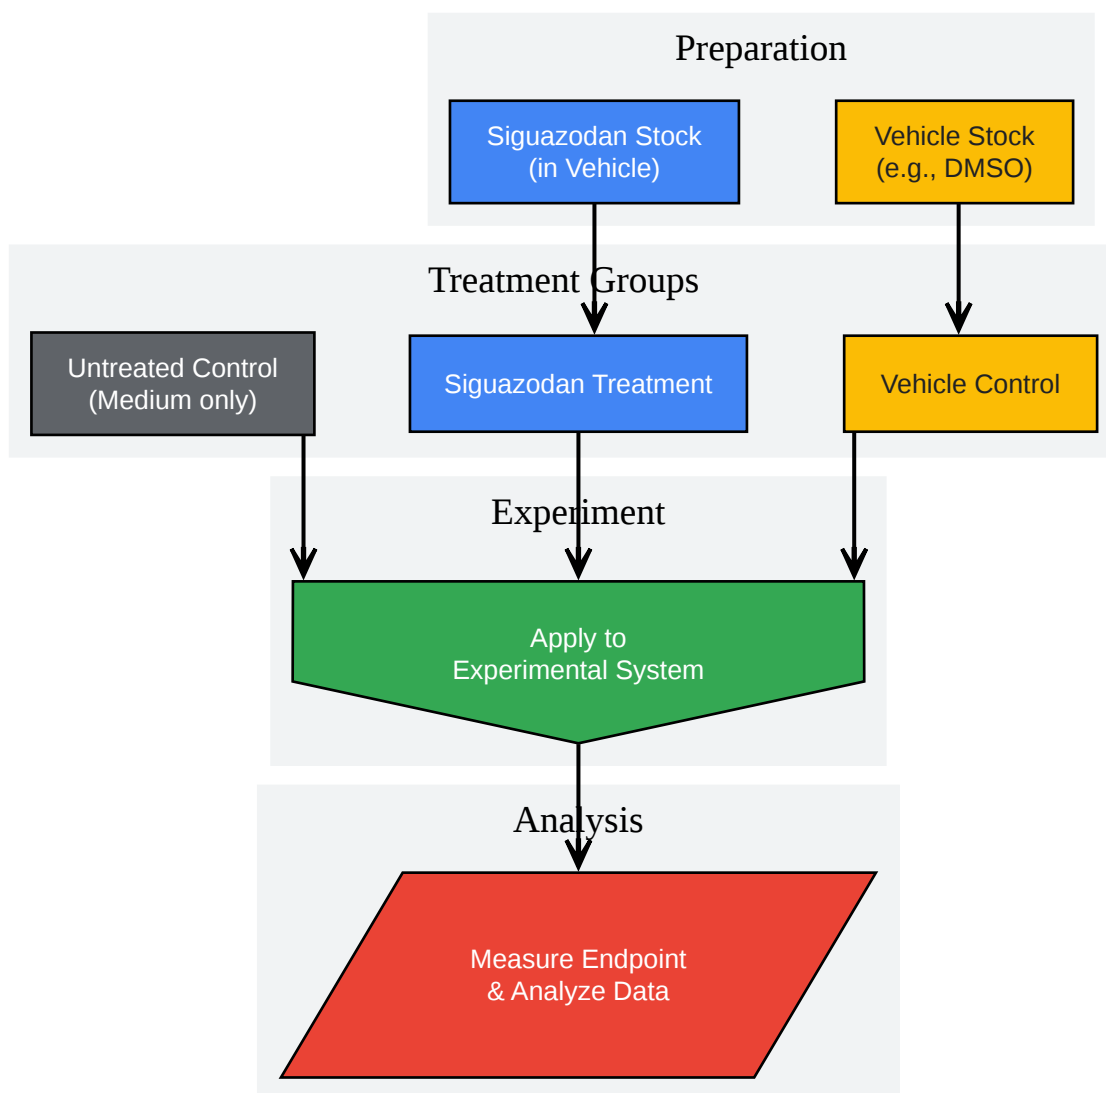 Preparation
Siguazodan Stock
(in Vehicle)
Vehicle Stock
(e.g., DMSO)
Treatment Groups
Untreated Control
(Medium only)
Siguazodan Treatment
Vehicle Control
Experiment
Apply to
Experimental System
Analysis
Measure Endpoint
& Analyze Data